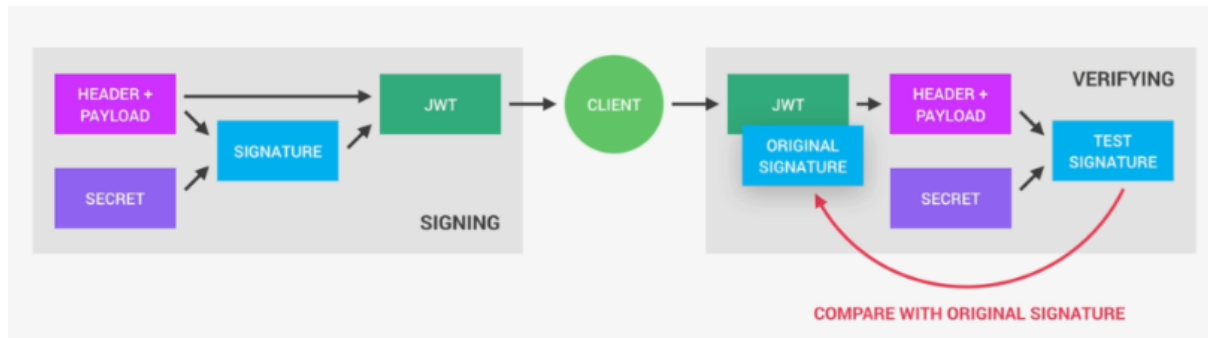 HEADER +
PAYLOAD
SECRET
SIGNATURE
JWT
SIGNING
CLIENT
VERIFYING
JWT
ORIGINAL
SIGNATURE
HEADER +
PAYLOAD
SECRET
TEST
SIGNATURE
COMPARE WITH ORIGINAL SIGNATURE